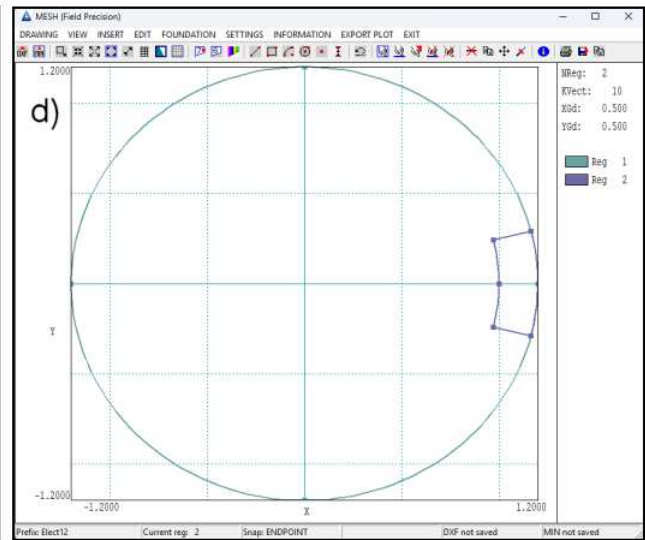 MESH (Field Precision)
DRAWING VIEW INSERT EDIT FOUNDATION SETTINGS INFORMATION EXPORT PLOT EXIT
1.2000
d)
Y
-1.2000
-1.2000
X
1.2000
NReg: 2
KVect: 10
XGd: 0.500
YGd: 0.500
Reg 1
Reg 2
Prefix: Elect12 Current reg: 2 Snap: ENDPOINT DXF not saved MIN not saved